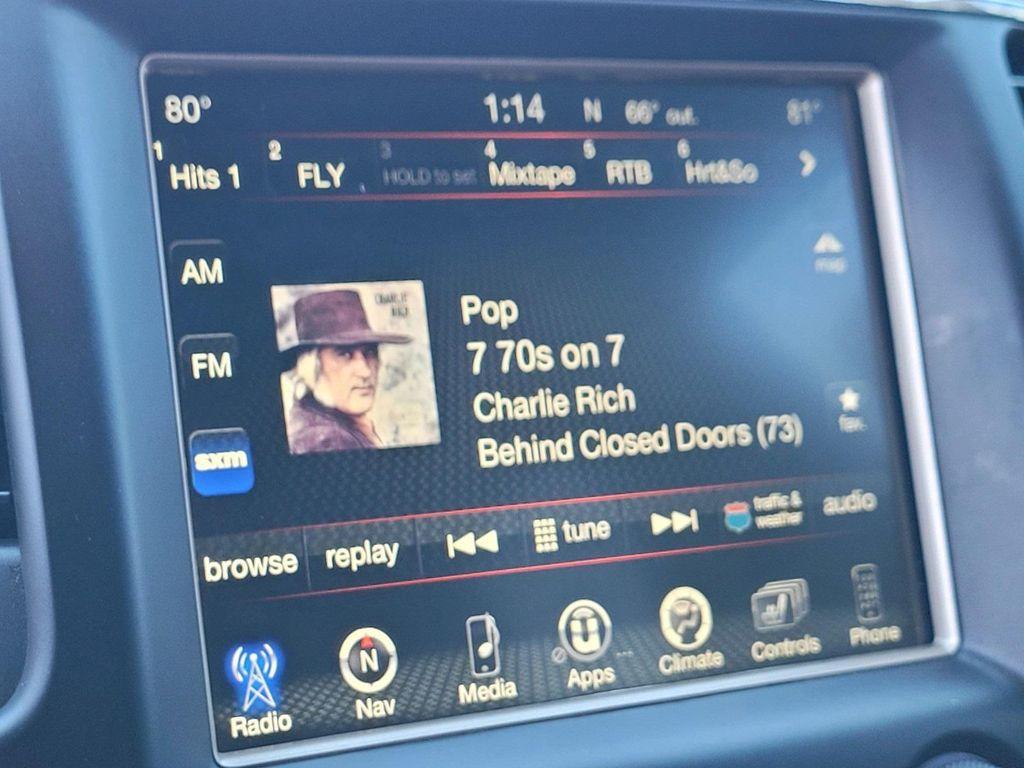 80° 1:14 N 66° out. 81°
1 2 3 4 5 6
Hits 1 FLY HOLD to set Mixtape RTB Hrt&So
AM
map
CHARLIE
RICH
Pop
7 70s on 7
FM
Charlie Rich
fav.
Behind Closed Doors (73)
sxm
browse replay tune traffic & weather audio
N
Radio Nav Media Apps Climate Controls Phone